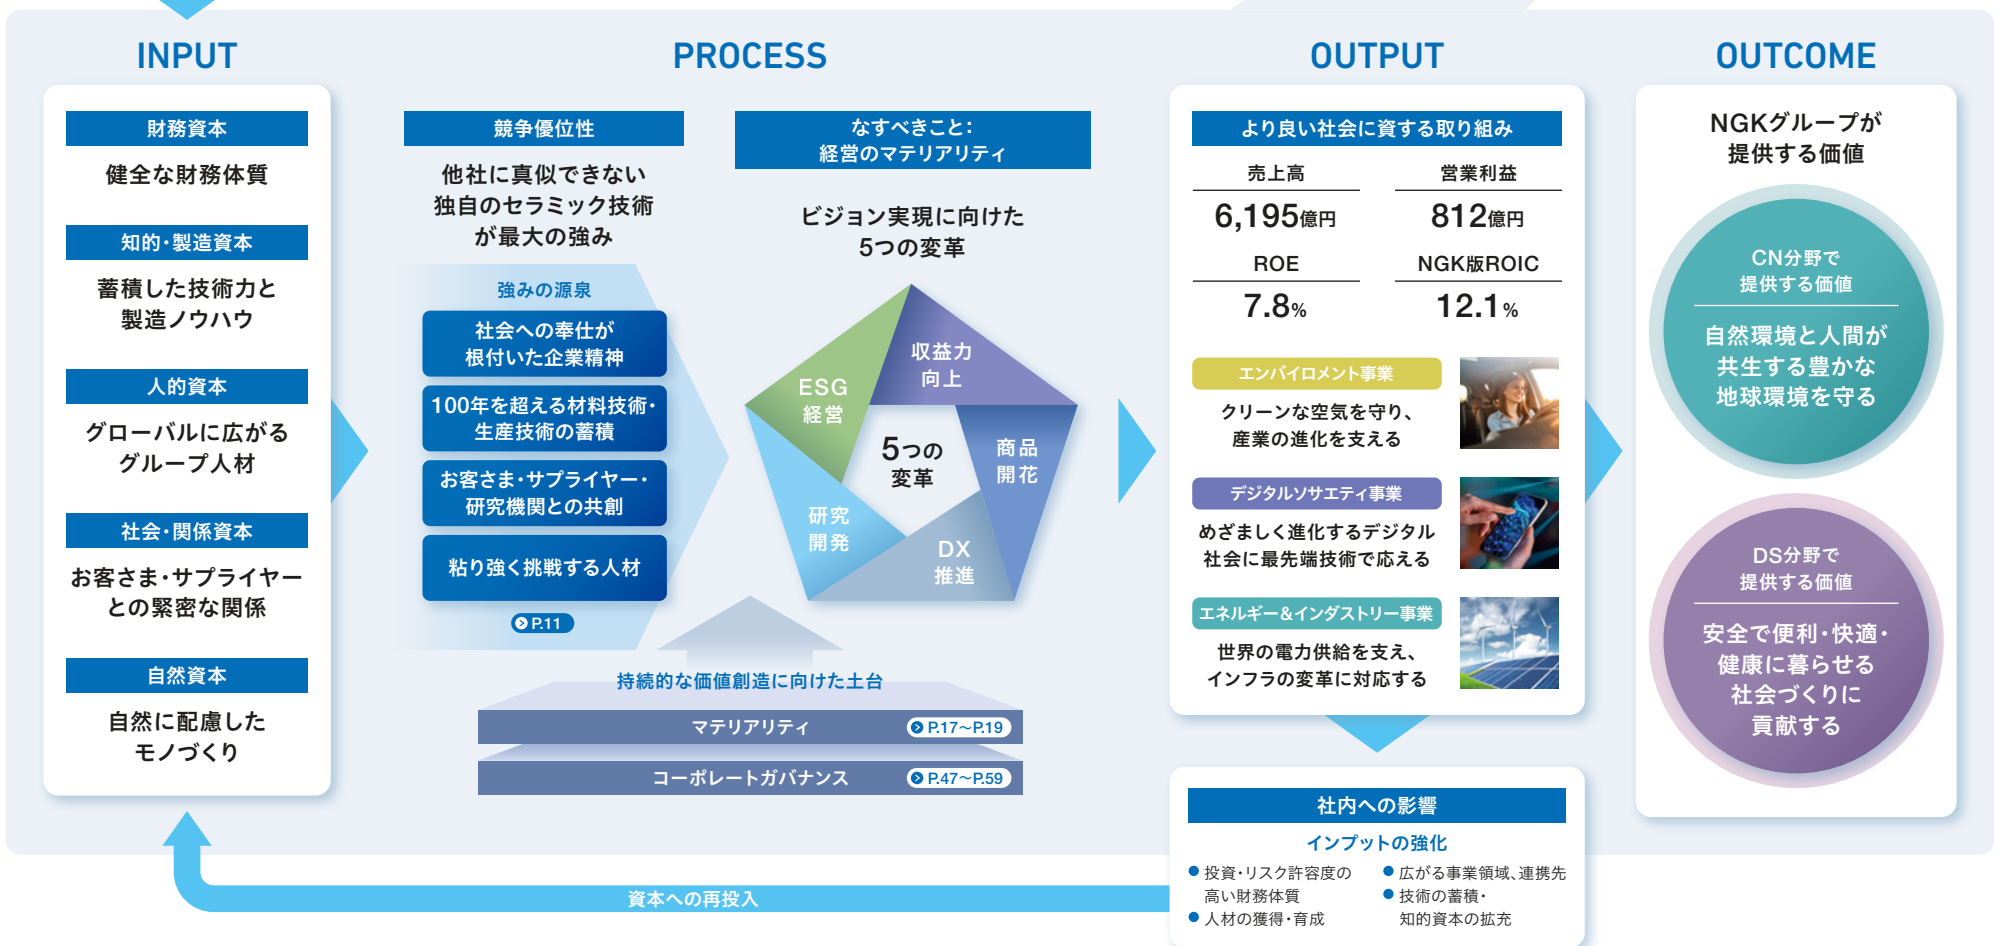 INPUT
財務資本
健全な財務体質
知的・製造資本
蓄積した技術力と
製造ノウハウ
人的資本
グローバルに広がる
グループ人材
社会・関係資本
お客さま・サプライヤー
との緊密な関係
自然資本
自然に配慮した
モノづくり
PROCESS
競争優位性
他社に真似できない
独自のセラミック技術
が最大の強み
強みの源泉
社会への奉仕が
根付いた企業精神
100年を超える材料技術・
生産技術の蓄積
お客さま・サプライヤー・
研究機関との共創
粘り強く挑戦する人材
P.11
なすべきこと：
経営のマテリアリティ
ビジョン実現に向けた
5つの変革
収益力
向上
商品
開花
DX
推進
研究
開発
ESG
経営
5つの
変革
持続的な価値創造に向けた土台
マテリアリティ P.17〜P.19
コーポレートガバナンス P.47〜P.59
OUTPUT
より良い社会に資する取り組み
売上高 営業利益
6,195億円 812億円
ROE NGK版ROIC
7.8% 12.1%
エンバイロメント事業
クリーンな空気を守り、
産業の進化を支える
デジタルソサエティ事業
めざましく進化するデジタル
社会に最先端技術で応える
エネルギー＆インダストリー事業
世界の電力供給を支え、
インフラの変革に対応する
社内への影響
インプットの強化
● 投資・リスク許容度の
高い財務体質
● 人材の獲得・育成
● 広がる事業領域、連携先
● 技術の蓄積・
知的資本の拡充
資本への再投入
OUTCOME
NGKグループが
提供する価値
CN分野で
提供する価値
自然環境と人間が
共生する豊かな
地球環境を守る
DS分野で
提供する価値
安全で便利・快適・
健康に暮らせる
社会づくりに
貢献する